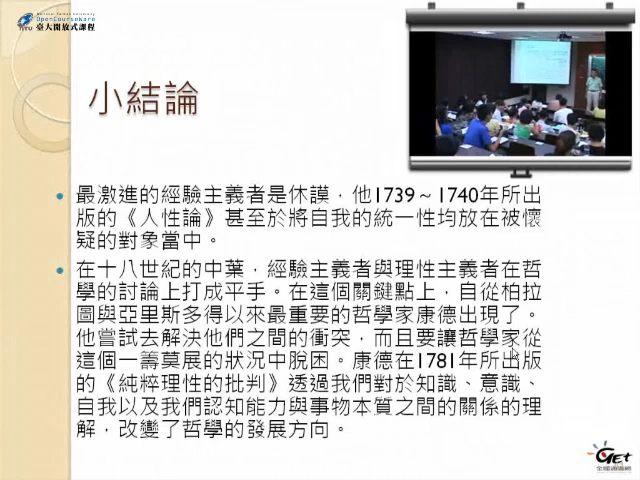 OpenCourseWare
臺大開放式課程
小結論
最激進的經驗主義者是休謨，他1739～1740年所出
版的《人性論》甚至於將自我的統一性均放在被懷
疑的對象當中。
在十八世紀的中葉，經驗主義者與理性主義者在哲
學的討論上打成平手。在這個關鍵點上，自從柏拉
圖與亞里斯多得以來最重要的哲學家康德出現了。
他嘗試去解決他們之間的衝突，而且要讓哲學家從
這個一籌莫展的狀況中脫困。康德在1781年所出版
的《純粹理性的批判》透過我們對於知識、意識、
自我以及我們認知能力與事物本質之間的關係的理
解，改變了哲學的發展方向。